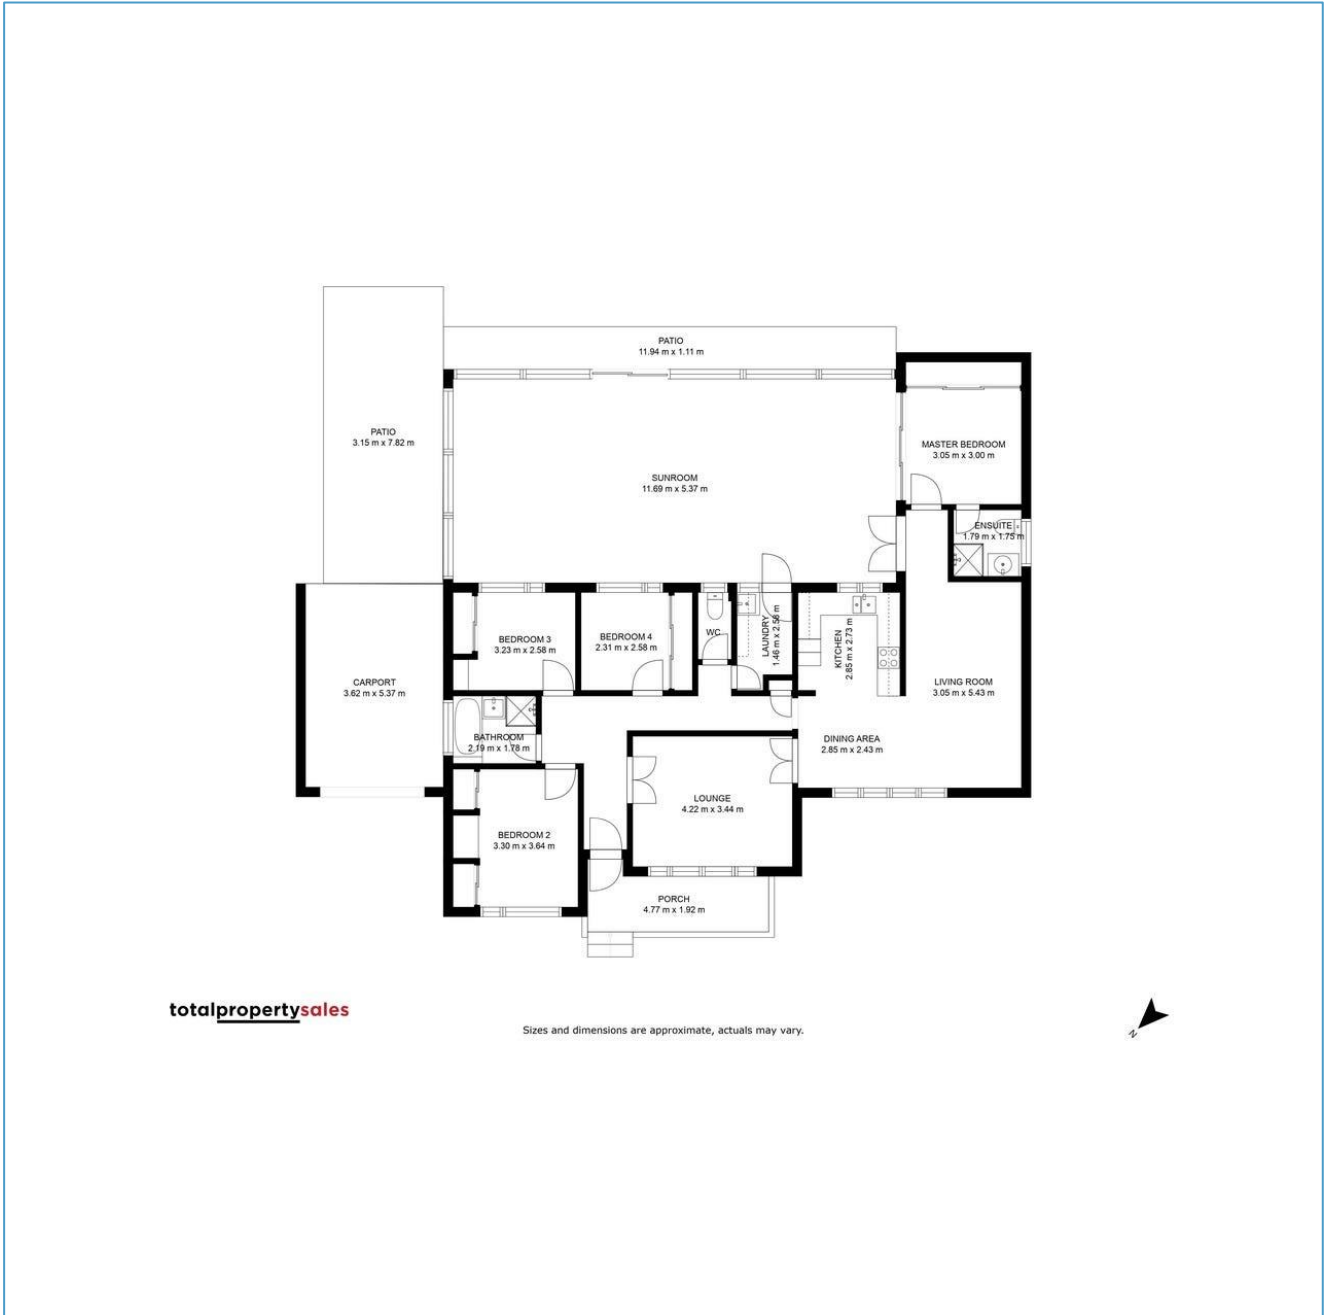 PATIO
11.94 m x 1.11 m
PATIO
3.15 m x 7.82 m
MASTER BEDROOM
3.05 m x 3.00 m
SUNROOM
11.69 m x 5.37 m
ENSUITE
1.79 m x 1.75 m
BEDROOM 3
3.23 m x 2.58 m
BEDROOM 4
2.31 m x 2.58 m
WC
LAUNDRY
1.46 m x 2.58 m
KITCHEN
2.85 m x 2.73 m
CARPORT
3.62 m x 5.37 m
LIVING ROOM
3.05 m x 5.43 m
BATHROOM
2.19 m x 1.78 m
DINING AREA
2.85 m x 2.43 m
LOUNGE
4.22 m x 3.44 m
BEDROOM 2
3.30 m x 3.64 m
PORCH
4.77 m x 1.92 m
totalpropertysales
Sizes and dimensions are approximate, actuals may vary.
N